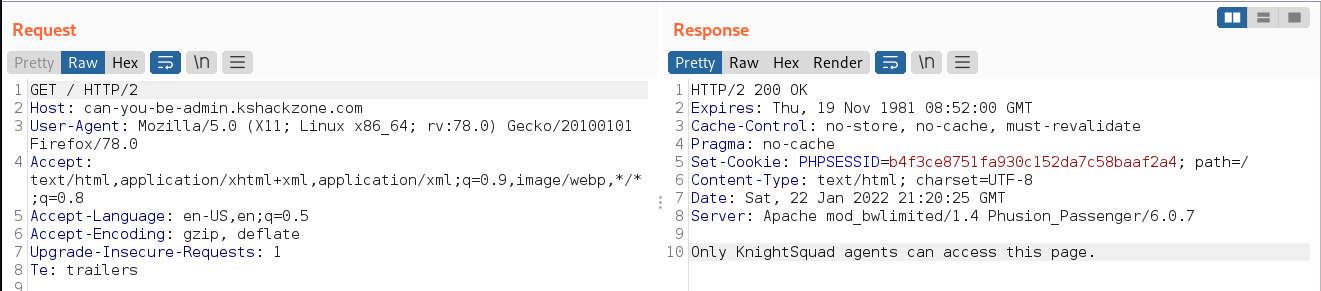 Request
Pretty Raw Hex \n
1 GET / HTTP/2
2 Host: can-you-be-admin.kshackzone.com
3 User-Agent: Mozilla/5.0 (X11; Linux x86_64; rv:78.0) Gecko/20100101
Firefox/78.0
4 Accept:
text/html,application/xhtml+xml,application/xml;q=0.9,image/webp,*/*
;q=0.8
5 Accept-Language: en-US,en;q=0.5
6 Accept-Encoding: gzip, deflate
7 Upgrade-Insecure-Requests: 1
8 Te: trailers
9
Response
Pretty Raw Hex Render \n
1 HTTP/2 200 OK
2 Expires: Thu, 19 Nov 1981 08:52:00 GMT
3 Cache-Control: no-store, no-cache, must-revalidate
4 Pragma: no-cache
5 Set-Cookie: PHPSESSID=b4f3ce8751fa930c152da7c58baaf2a4; path=/
6 Content-Type: text/html; charset=UTF-8
7 Date: Sat, 22 Jan 2022 21:20:25 GMT
8 Server: Apache mod_bwlimited/1.4 Phusion_Passenger/6.0.7
9
10 Only KnightSquad agents can access this page.